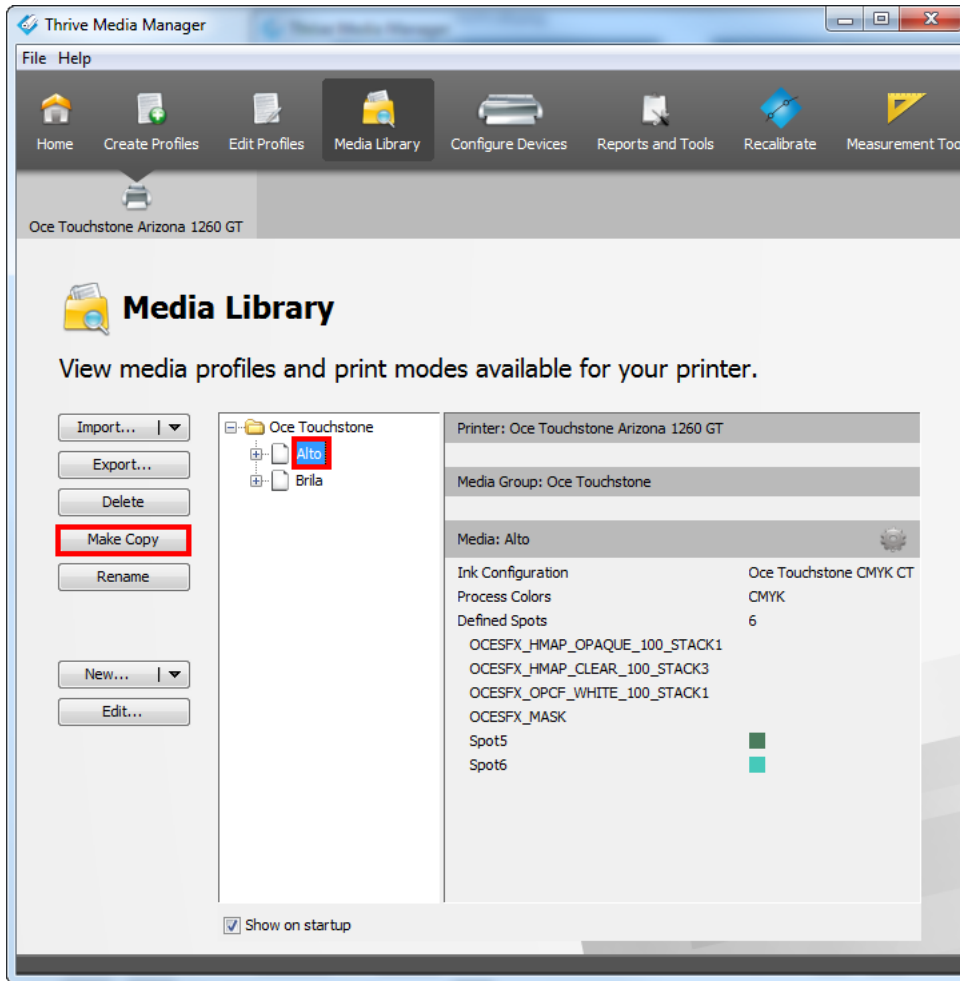 Thrive Media Manager
File Help
Home Create Profiles Edit Profiles Media Library Configure Devices Reports and Tools Recalibrate Measurement Too
Oce Touchstone Arizona 1260 GT
Media Library
View media profiles and print modes available for your printer.
Import...
Export...
Delete
Make Copy
Rename
New...
Edit...
Oce Touchstone
Alto
Brila
Printer: Oce Touchstone Arizona 1260 GT
Media Group: Oce Touchstone
Media: Alto
Ink Configuration Oce Touchstone CMYK CT
Process Colors CMYK
Defined Spots 6
OCESFX_HMAP_OPAQUE_100_STACK1
OCESFX_HMAP_CLEAR_100_STACK3
OCESFX_OPCF_WHITE_100_STACK1
OCESFX_MASK
Spot5
Spot6
Show on startup